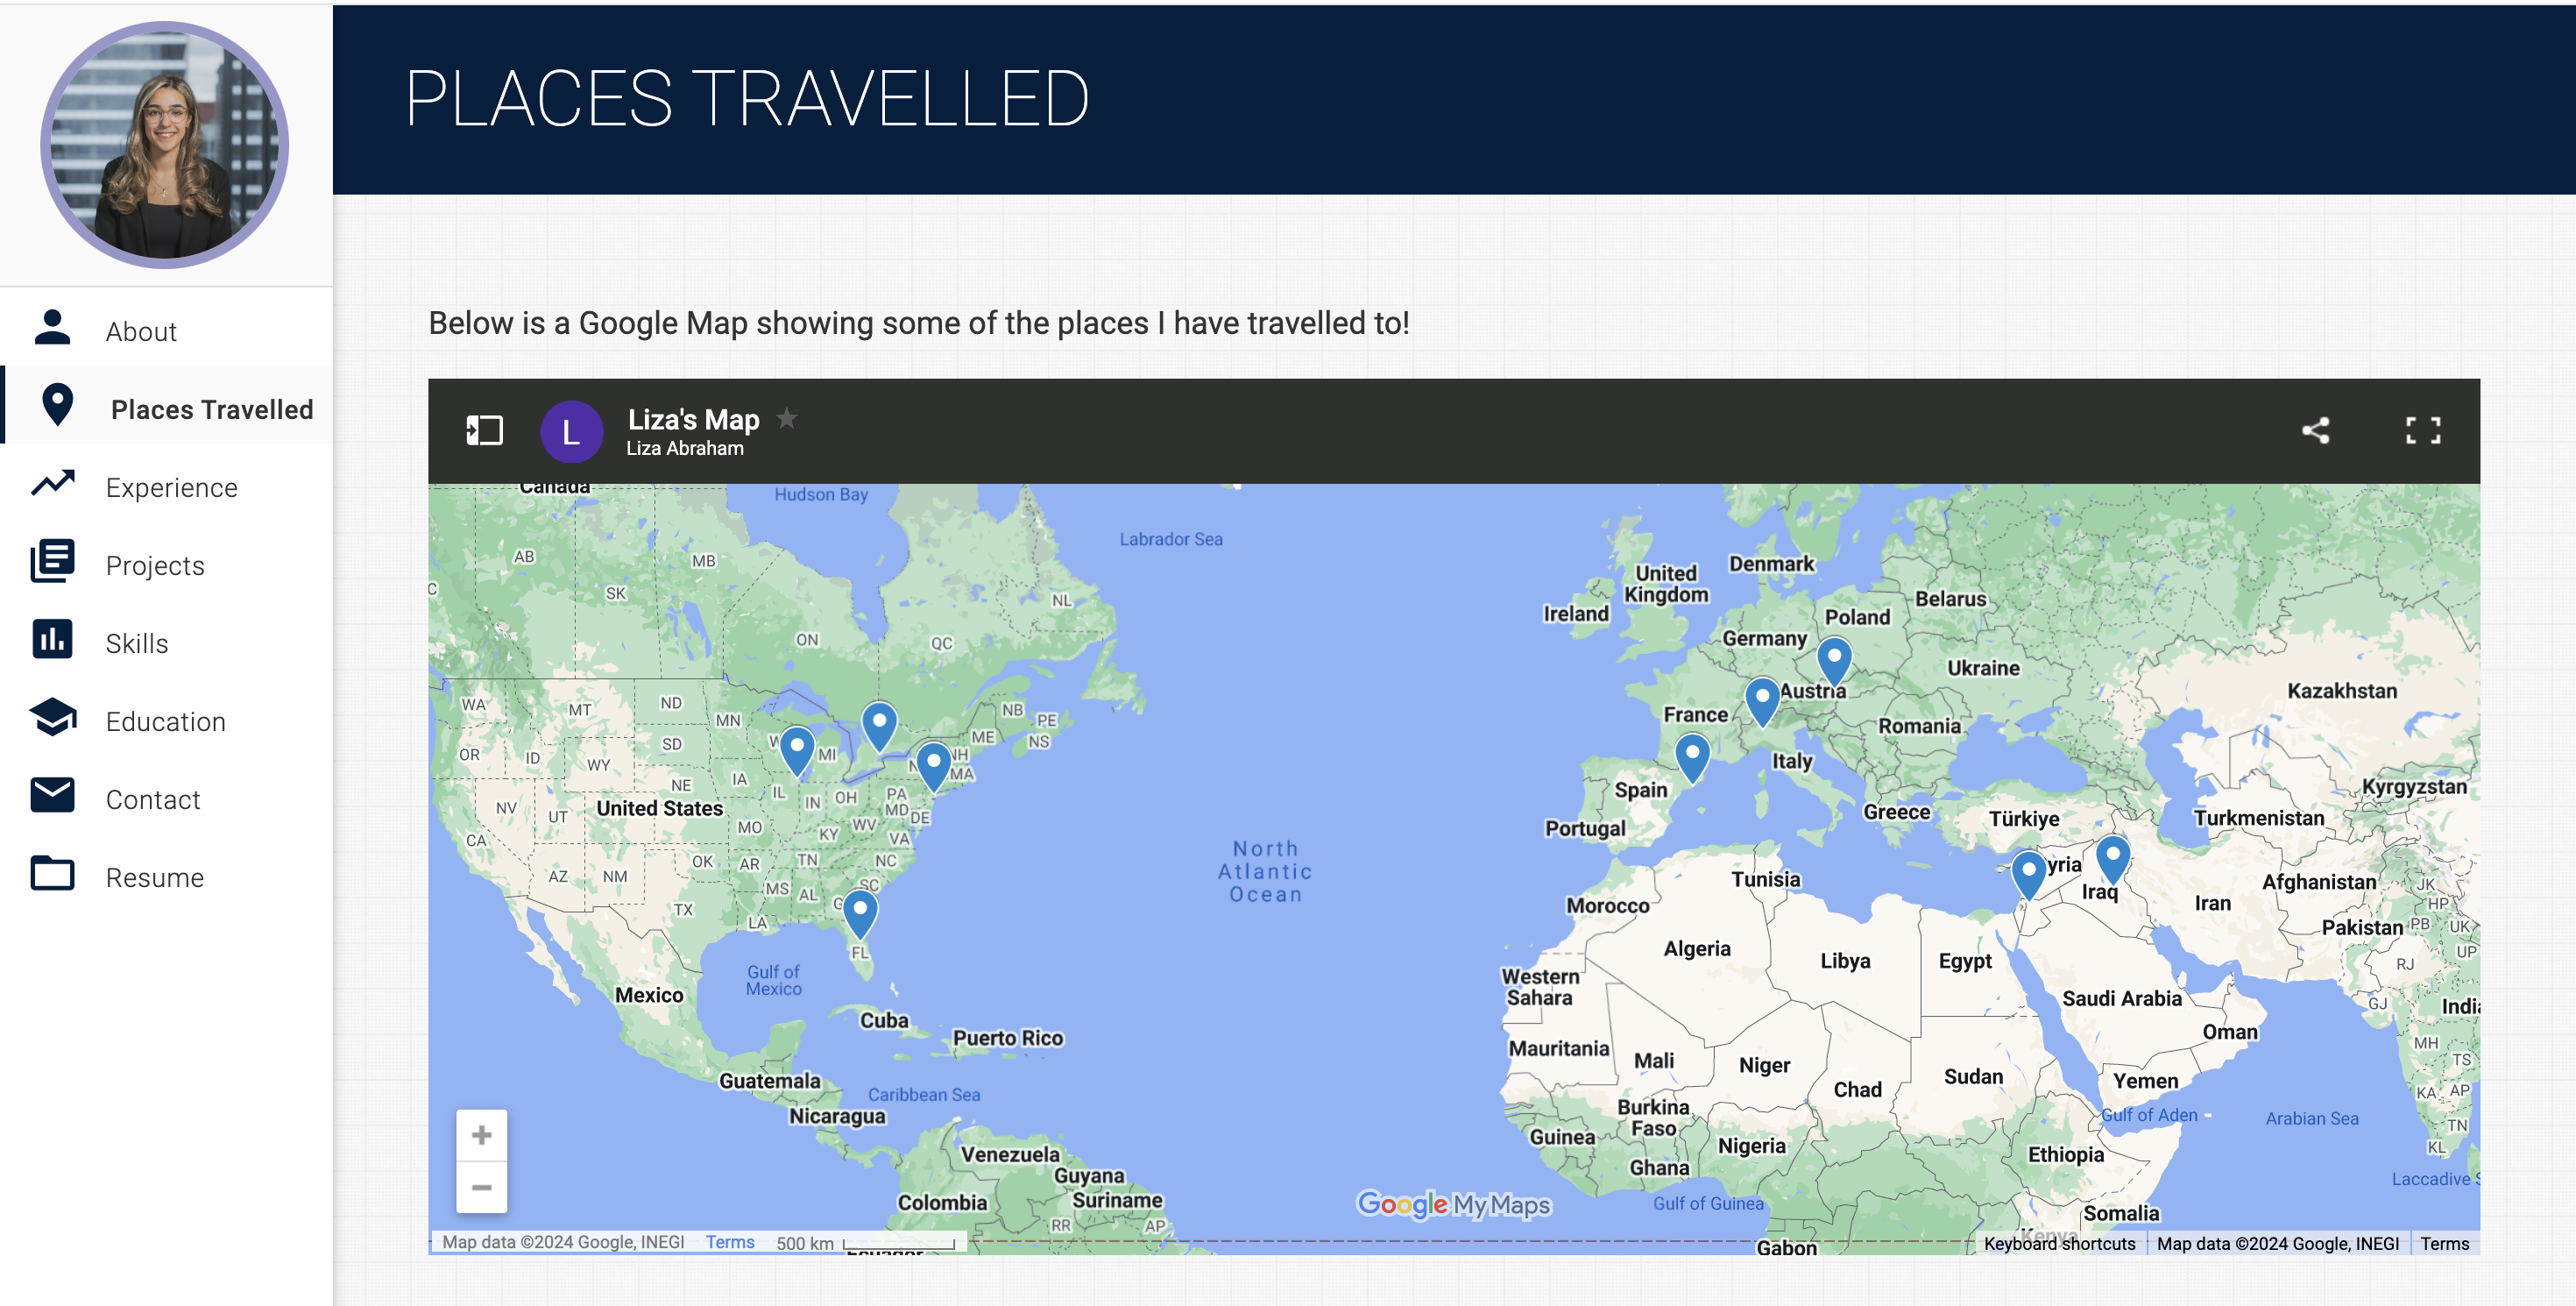 PLACES TRAVELLED
About
Places Travelled
Experience
Projects
Skills
Education
Contact
Resume
Below is a Google Map showing some of the places I have travelled to!
L
Liza's Map
Liza Abraham
Canada
Hudson Bay
Labrador Sea
AB
MB
SK
NL
ON
QC
WA
MT
ND
MN
NB
PE
NS
ME
OR
ID
SD
WY
MI
NH
MA
IA
NE
IL
IN
OH
PA
MD
DE
NV
UT
United States
MO
KY
WV
VA
CA
OK
AR
TN
NC
AZ
NM
MS
AL
SC
TX
LA
FL
Gulf of
Mexico
Mexico
Cuba
Puerto Rico
Guatemala
Caribbean Sea
Nicaragua
Venezuela
Guyana
Suriname
Colombia
RR
AP
Ecuador
North
Atlantic
Ocean
Denmark
United
Kingdom
Ireland
Belarus
Poland
Germany
Ukraine
Austria
Kazakhstan
France
Romania
Italy
Spain
Kyrgyzstan
Greece
Türkiye
Turkmenistan
Portugal
yria
Tunisia
Iraq
Afghanistan
JK
HP
Morocco
Iran
Pakistan
PB
UK
Algeria
Libya
Egypt
UP
RJ
Western
Sahara
Saudi Arabia
GJ
India
Oman
Mauritania
Mali
Niger
MH
TS
Chad
Sudan
Yemen
KA
AP
Burkina
Faso
Gulf of Aden
Arabian Sea
TN
Guinea
Nigeria
KL
Ghana
Ethiopia
Laccadive S
Gulf of Guinea
Somalia
Kenya
Gabon
Google My Maps
Map data ©2024 Google, INEGI
Terms
500 km
Keyboard shortcuts
Map data ©2024 Google, INEGI
Terms